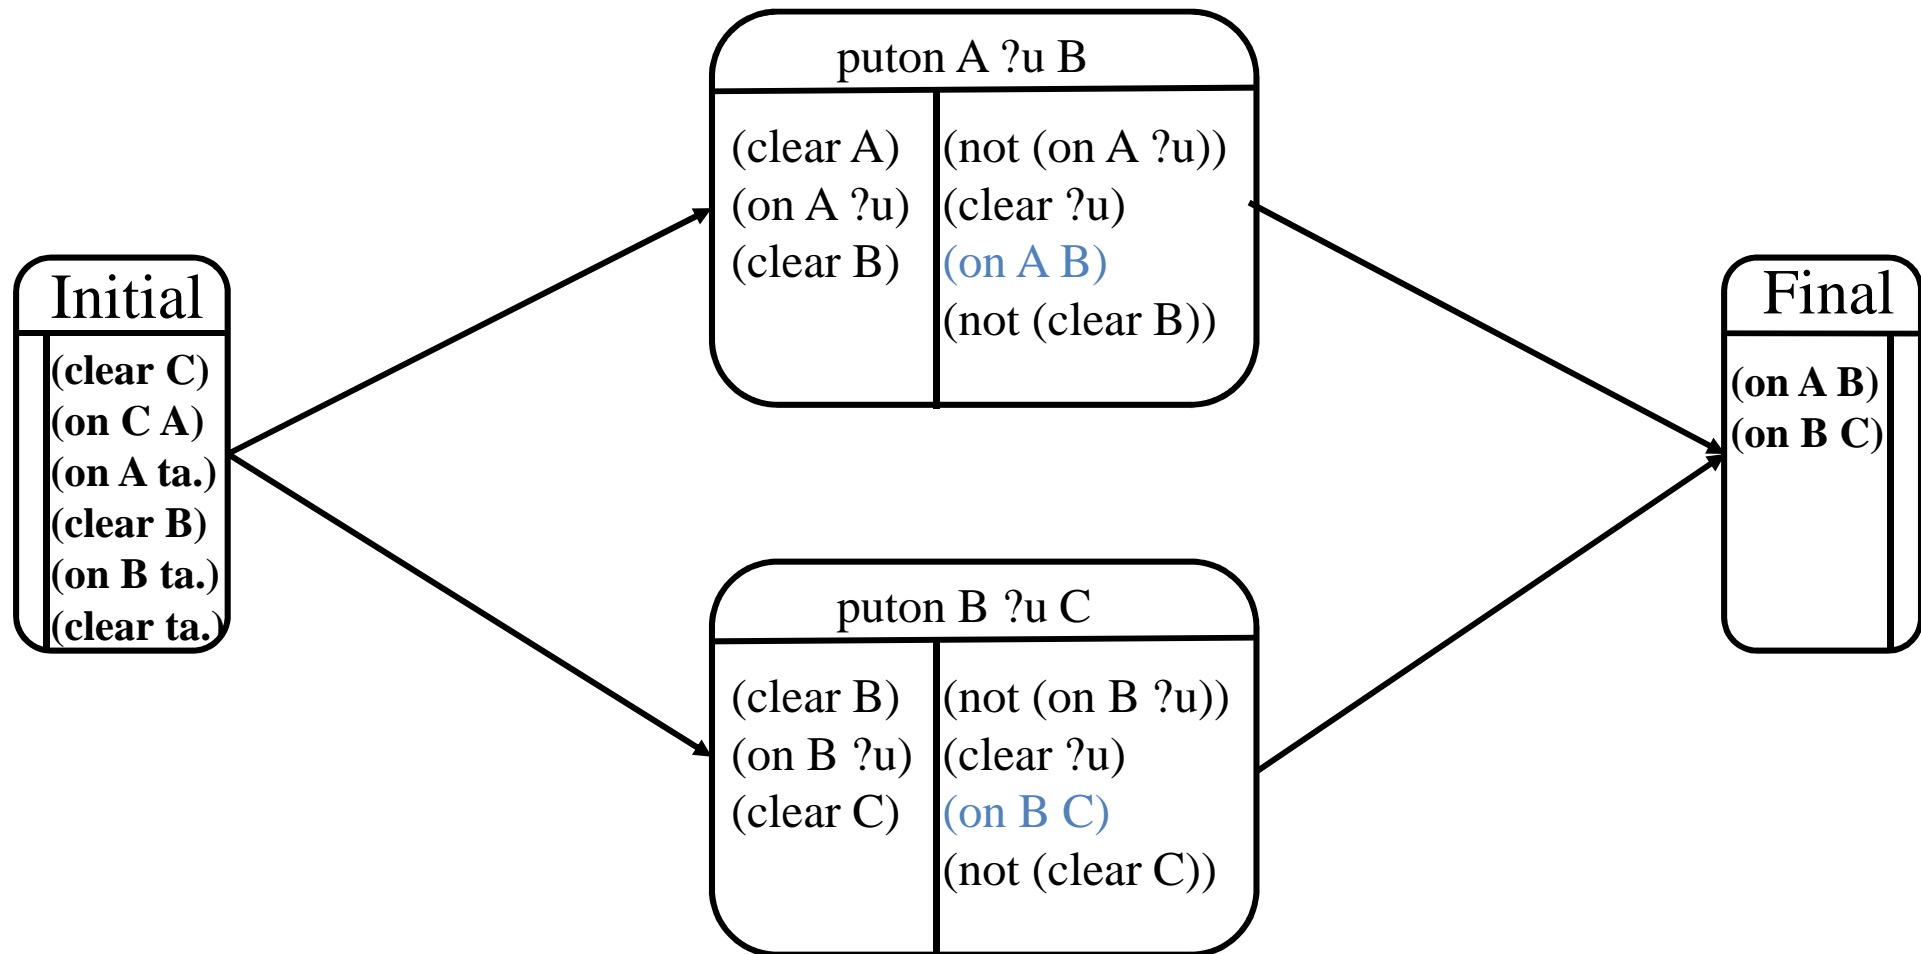 puton A ?u B
(clear A)
(on A ?u)
(clear B)
(not (on A ?u))
(clear ?u)
(on A B)
(not (clear B))
Initial
(clear C)
(on C A)
(on A ta.)
(clear B)
(on B ta.)
(clear ta.)
Final
(on A B)
(on B C)
puton B ?u C
(clear B)
(on B ?u)
(clear C)
(not (on B ?u))
(clear ?u)
(on B C)
(not (clear C))